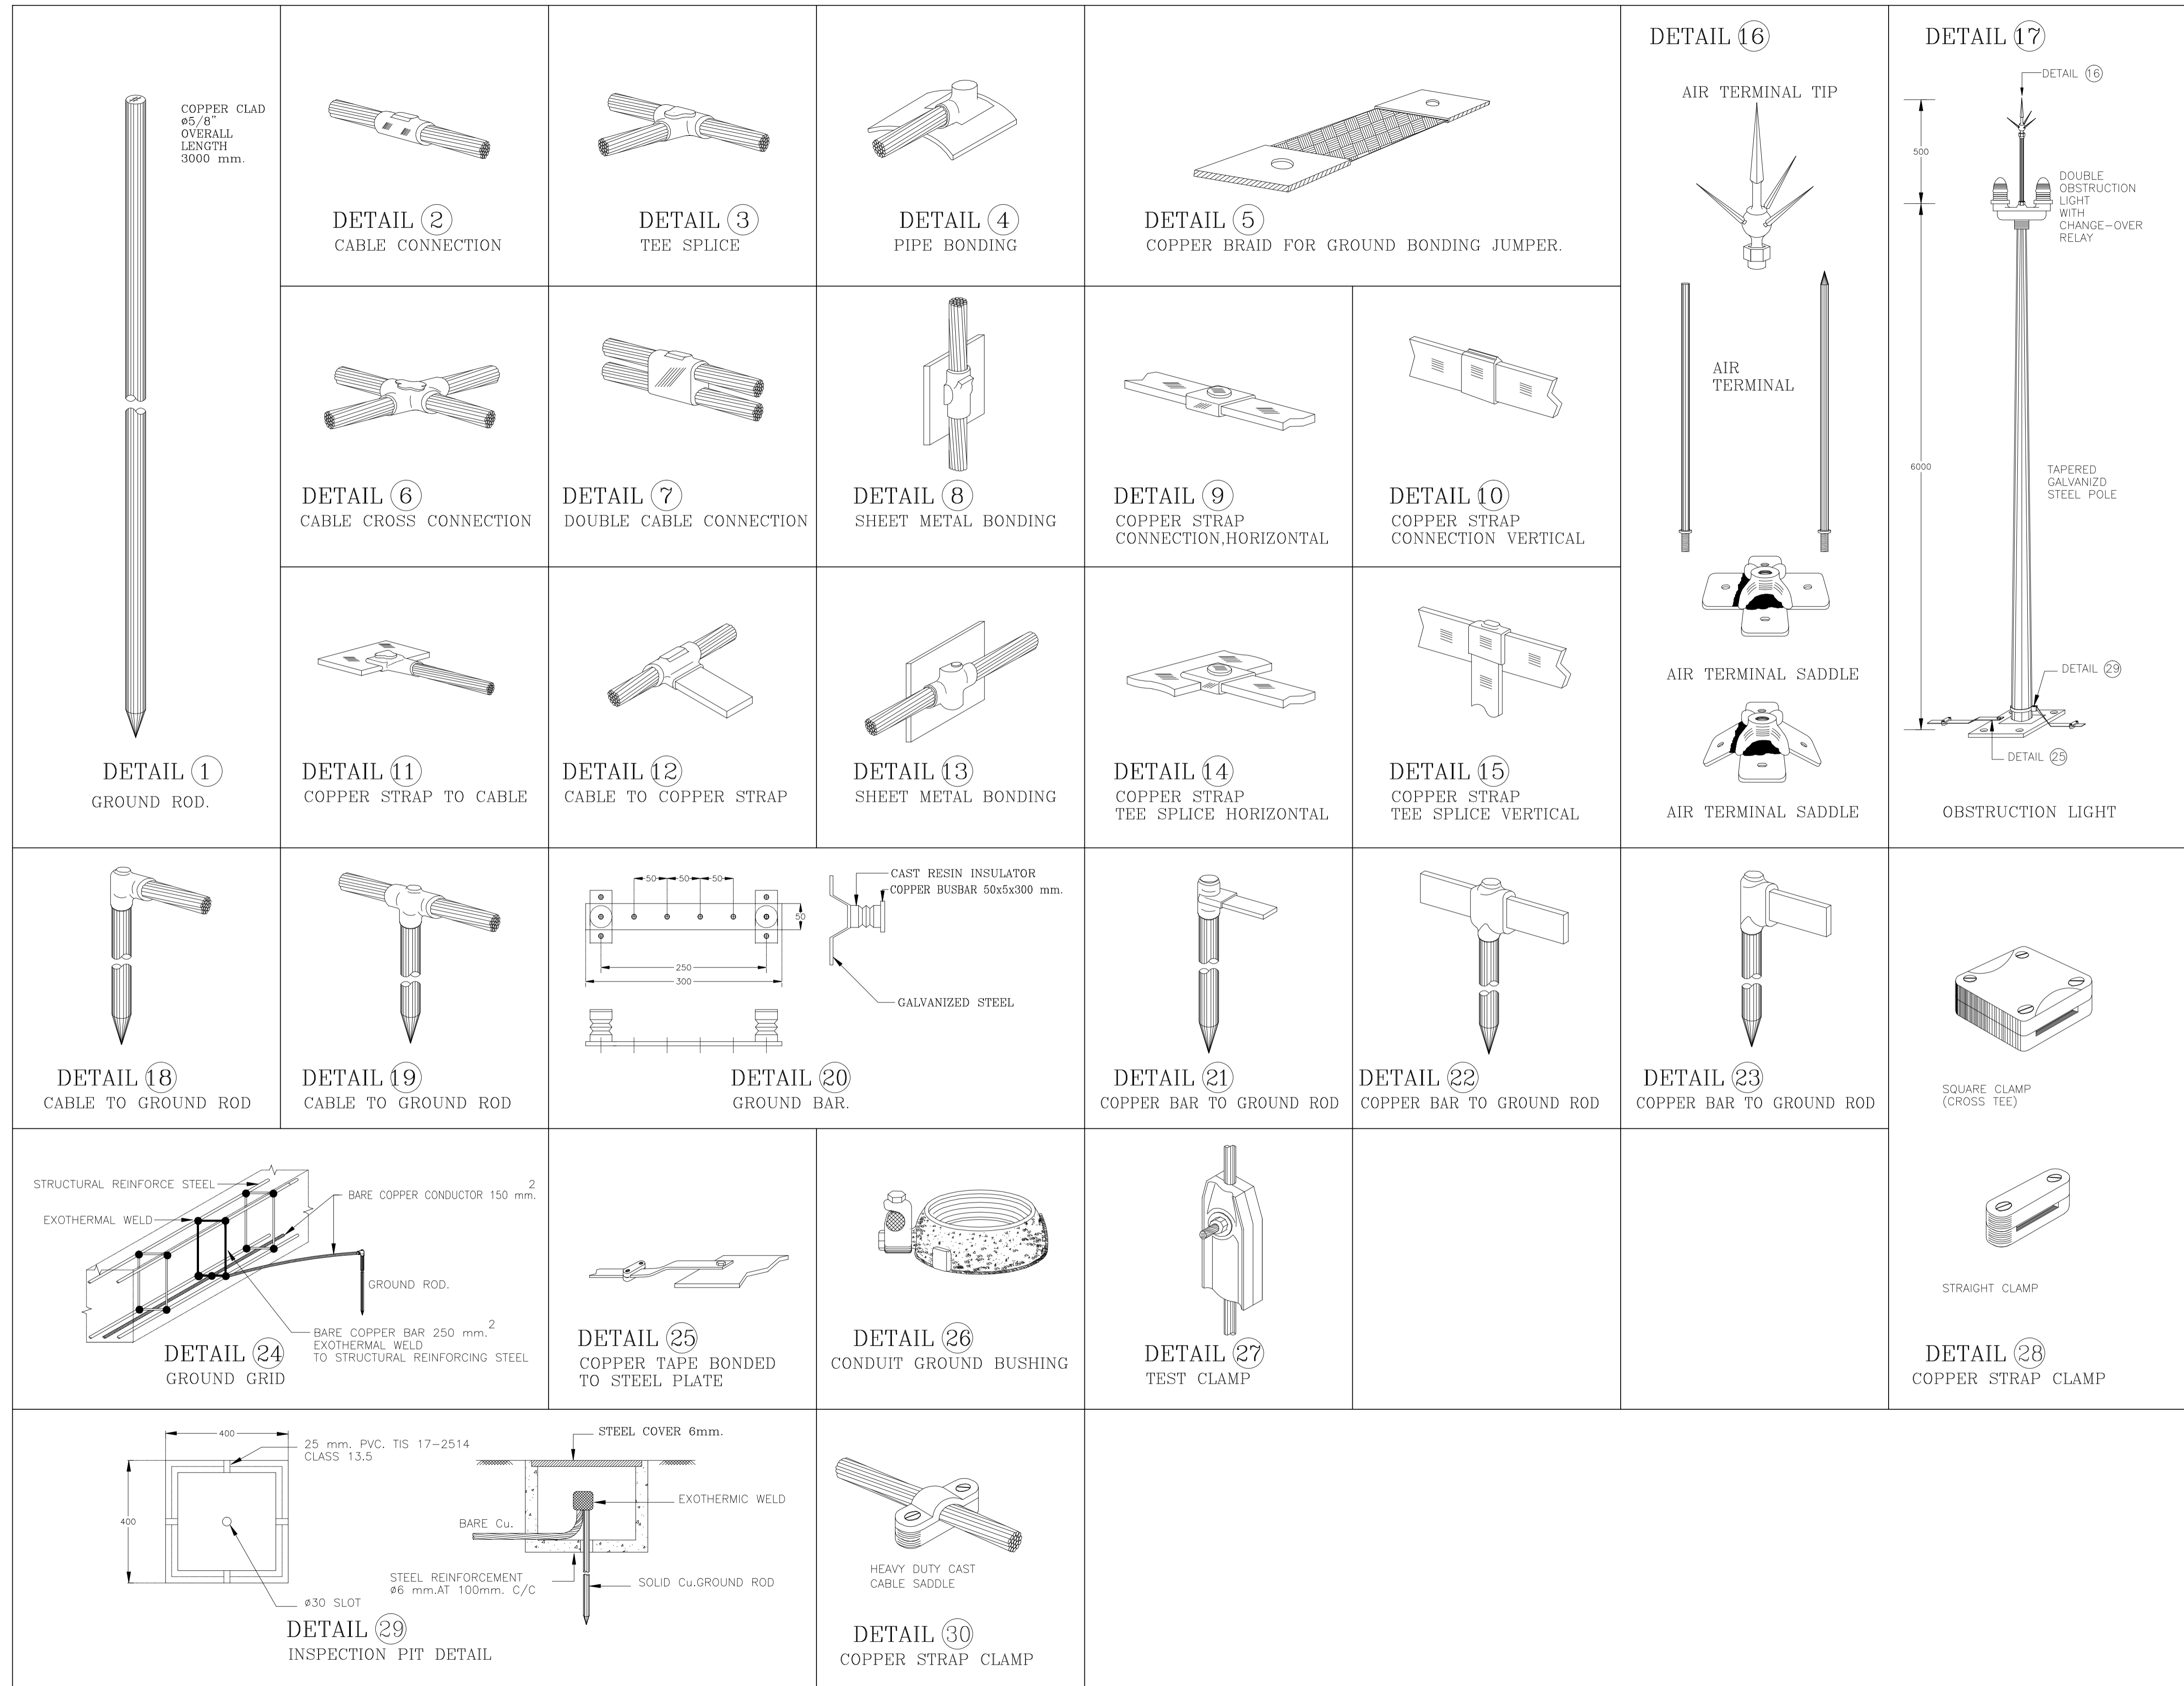 COPPER CLAD
ø5/8"
OVERALL
LENGTH
3000 mm.
DETAIL 1
GROUND ROD.
DETAIL 2
CABLE CONNECTION
DETAIL 3
TEE SPLICE
DETAIL 4
PIPE BONDING
DETAIL 5
COPPER BRAID FOR GROUND BONDING JUMPER.
DETAIL 6
CABLE CROSS CONNECTION
DETAIL 7
DOUBLE CABLE CONNECTION
DETAIL 8
SHEET METAL BONDING
DETAIL 9
COPPER STRAP
CONNECTION,HORIZONTAL
DETAIL 10
COPPER STRAP
CONNECTION VERTICAL
DETAIL 11
COPPER STRAP TO CABLE
DETAIL 12
CABLE TO COPPER STRAP
DETAIL 13
SHEET METAL BONDING
DETAIL 14
COPPER STRAP
TEE SPLICE HORIZONTAL
DETAIL 15
COPPER STRAP
TEE SPLICE VERTICAL
DETAIL 16
AIR TERMINAL TIP
AIR
TERMINAL
AIR TERMINAL SADDLE
AIR TERMINAL SADDLE
DETAIL 17
DETAIL 16
500
DOUBLE
OBSTRUCTION
LIGHT
WITH
CHANGE-OVER
RELAY
6000
TAPERED
GALVANIZD
STEEL POLE
DETAIL 29
DETAIL 25
OBSTRUCTION LIGHT
DETAIL 18
CABLE TO GROUND ROD
DETAIL 19
CABLE TO GROUND ROD
50 50 50
50
250
300
CAST RESIN INSULATOR
COPPER BUSBAR 50x5x300 mm.
GALVANIZED STEEL
DETAIL 20
GROUND BAR.
DETAIL 21
COPPER BAR TO GROUND ROD
DETAIL 22
COPPER BAR TO GROUND ROD
DETAIL 23
COPPER BAR TO GROUND ROD
SQUARE CLAMP
(CROSS TEE)
STRAIGHT CLAMP
DETAIL 28
COPPER STRAP CLAMP
STRUCTURAL REINFORCE STEEL
EXOTHERMAL WELD
BARE COPPER CONDUCTOR 150 mm.2
GROUND ROD.
BARE COPPER BAR 250 mm.2
EXOTHERMAL WELD
TO STRUCTURAL REINFORCING STEEL
DETAIL 24
GROUND GRID
DETAIL 25
COPPER TAPE BONDED
TO STEEL PLATE
DETAIL 26
CONDUIT GROUND BUSHING
DETAIL 27
TEST CLAMP
400
400
25 mm. PVC. TIS 17-2514
CLASS 13.5
ø30 SLOT
STEEL COVER 6mm.
EXOTHERMIC WELD
BARE Cu.
STEEL REINFORCEMENT
ø6 mm.AT 100mm. C/C
SOLID Cu.GROUND ROD
DETAIL 29
INSPECTION PIT DETAIL
HEAVY DUTY CAST
CABLE SADDLE
DETAIL 30
COPPER STRAP CLAMP